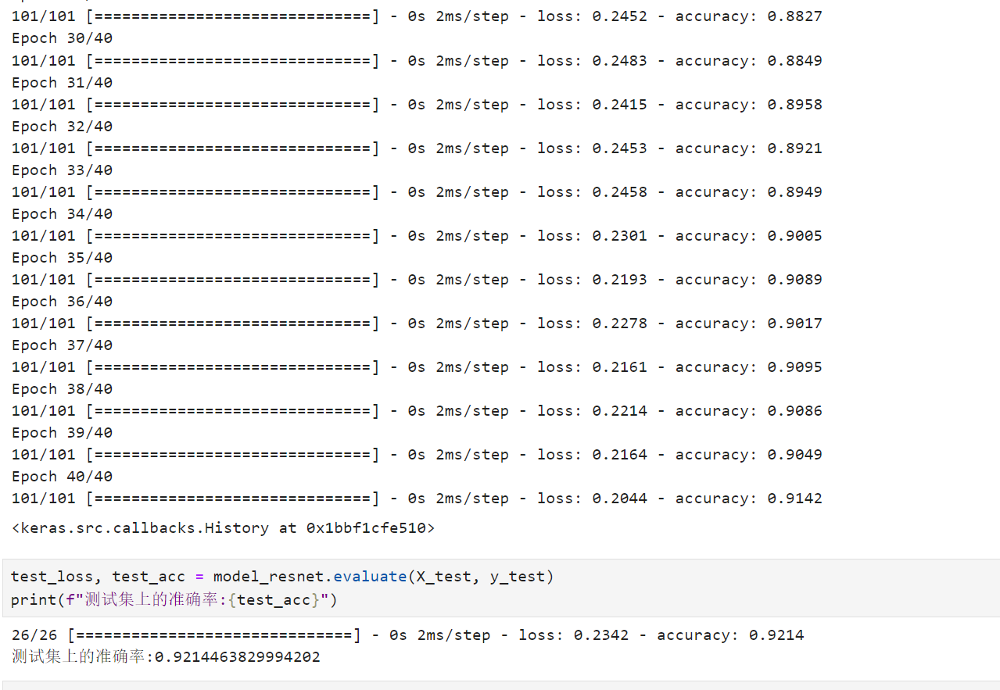 101/101 [==============================] - 0s 2ms/step - loss: 0.2452 - accuracy: 0.8827
Epoch 30/40
101/101 [==============================] - 0s 2ms/step - loss: 0.2483 - accuracy: 0.8849
Epoch 31/40
101/101 [==============================] - 0s 2ms/step - loss: 0.2415 - accuracy: 0.8958
Epoch 32/40
101/101 [==============================] - 0s 2ms/step - loss: 0.2453 - accuracy: 0.8921
Epoch 33/40
101/101 [==============================] - 0s 2ms/step - loss: 0.2458 - accuracy: 0.8949
Epoch 34/40
101/101 [==============================] - 0s 2ms/step - loss: 0.2301 - accuracy: 0.9005
Epoch 35/40
101/101 [==============================] - 0s 2ms/step - loss: 0.2193 - accuracy: 0.9089
Epoch 36/40
101/101 [==============================] - 0s 2ms/step - loss: 0.2278 - accuracy: 0.9017
Epoch 37/40
101/101 [==============================] - 0s 2ms/step - loss: 0.2161 - accuracy: 0.9095
Epoch 38/40
101/101 [==============================] - 0s 2ms/step - loss: 0.2214 - accuracy: 0.9086
Epoch 39/40
101/101 [==============================] - 0s 2ms/step - loss: 0.2164 - accuracy: 0.9049
Epoch 40/40
101/101 [==============================] - 0s 2ms/step - loss: 0.2044 - accuracy: 0.9142
<keras.src.callbacks.History at 0x1bbf1cfe510>
test_loss, test_acc = model_resnet.evaluate(X_test, y_test)
print(f"测试集上的准确率:{test_acc}")
26/26 [==============================] - 0s 2ms/step - loss: 0.2342 - accuracy: 0.9214
测试集上的准确率:0.9214463829994202